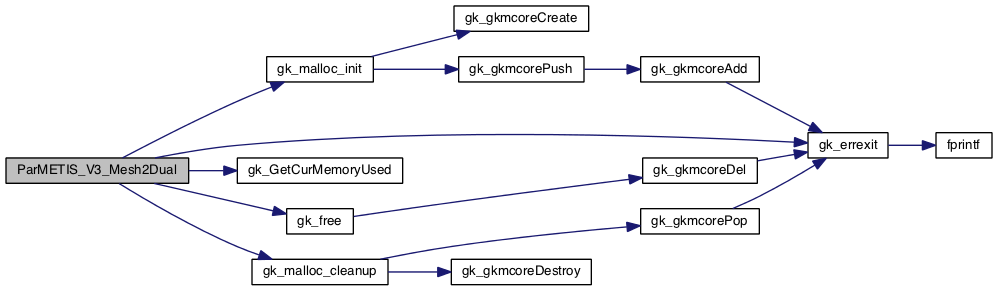 gk_gkmcoreCreate
gk_malloc_init
gk_gkmcorePush
gk_gkmcoreAdd
gk_errexit
fprintf
ParMETIS_V3_Mesh2Dual
gk_GetCurMemoryUsed
gk_gkmcoreDel
gk_free
gk_gkmcorePop
gk_malloc_cleanup
gk_gkmcoreDestroy